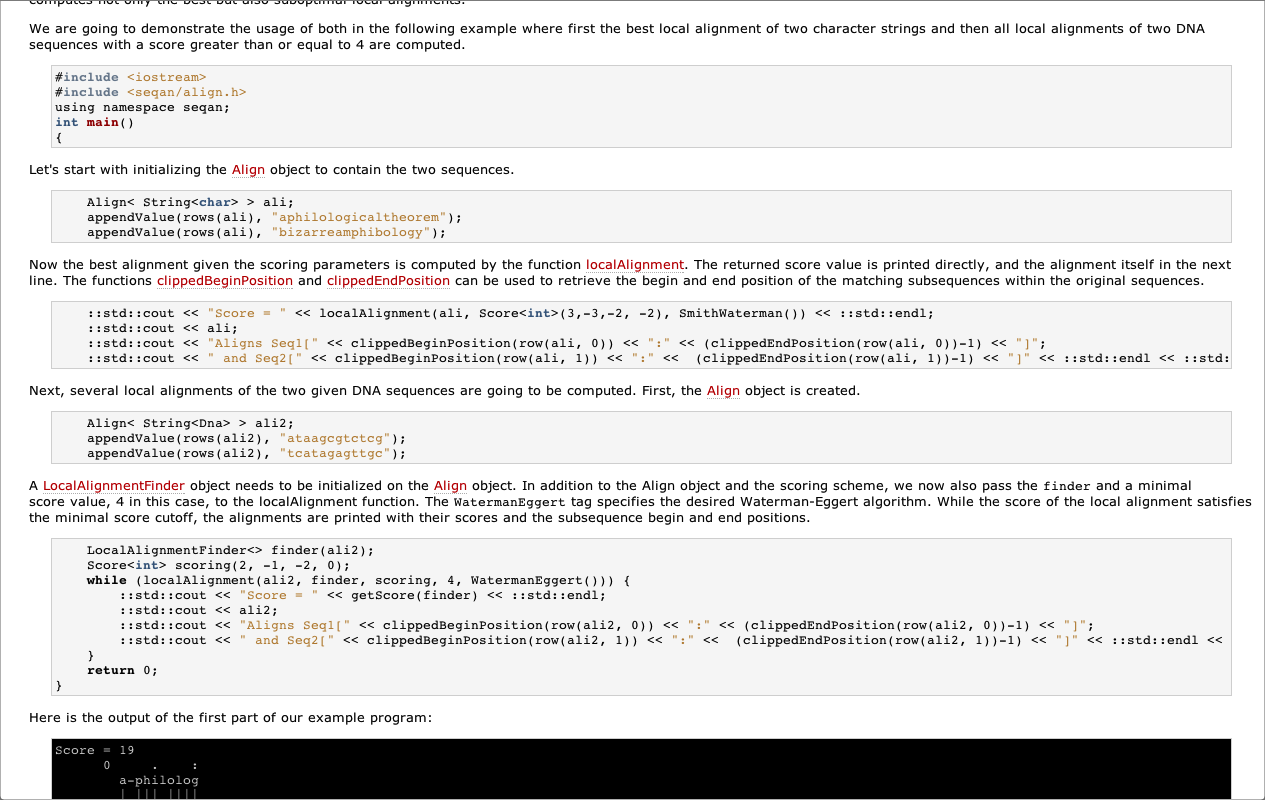 computes not only the best but also suboptimal local alignments.
We are going to demonstrate the usage of both in the following example where first the best local alignment of two character strings and then all local alignments of two DNA
sequences with a score greater than or equal to 4 are computed.
#include <iostream>
#include <seqan/align.h>
using namespace seqan;
int main()
{
Let's start with initializing the Align object to contain the two sequences.
    Align< String<char> > ali;
    appendValue(rows(ali), "aphilologicaltheorem");
    appendValue(rows(ali), "bizarreamphibology");
Now the best alignment given the scoring parameters is computed by the function localAlignment. The returned score value is printed directly, and the alignment itself in the next
line. The functions clippedBeginPosition and clippedEndPosition can be used to retrieve the begin and end position of the matching subsequences within the original sequences.
    ::std::cout << "Score = " << localAlignment(ali, Score<int>(3,-3,-2, -2), SmithWaterman()) << ::std::endl;
    ::std::cout << ali;
    ::std::cout << "Aligns Seq1[" << clippedBeginPosition(row(ali, 0)) << ":" << (clippedEndPosition(row(ali, 0))-1) << "]";
    ::std::cout << " and Seq2[" << clippedBeginPosition(row(ali, 1)) << ":" <<  (clippedEndPosition(row(ali, 1))-1) << "]" << ::std::endl << ::std:
Next, several local alignments of the two given DNA sequences are going to be computed. First, the Align object is created.
    Align< String<Dna> > ali2;
    appendValue(rows(ali2), "ataagcgtctcg");
    appendValue(rows(ali2), "tcatagagttgc");
A LocalAlignmentFinder object needs to be initialized on the Align object. In addition to the Align object and the scoring scheme, we now also pass the finder and a minimal
score value, 4 in this case, to the localAlignment function. The WatermanEggert tag specifies the desired Waterman-Eggert algorithm. While the score of the local alignment satisfies
the minimal score cutoff, the alignments are printed with their scores and the subsequence begin and end positions.
    LocalAlignmentFinder<> finder(ali2);
    Score<int> scoring(2, -1, -2, 0);
    while (localAlignment(ali2, finder, scoring, 4, WatermanEggert())) {
        ::std::cout << "Score = " << getScore(finder) << ::std::endl;
        ::std::cout << ali2;
        ::std::cout << "Aligns Seq1[" << clippedBeginPosition(row(ali2, 0)) << ":" << (clippedEndPosition(row(ali2, 0))-1) << "]";
        ::std::cout << " and Seq2[" << clippedBeginPosition(row(ali2, 1)) << ":" <<  (clippedEndPosition(row(ali2, 1))-1) << "]" << ::std::endl <<
    }
    return 0;
}
Here is the output of the first part of our example program:
Score = 19
      0     .    :
        a-philolog
        | ||| ||||